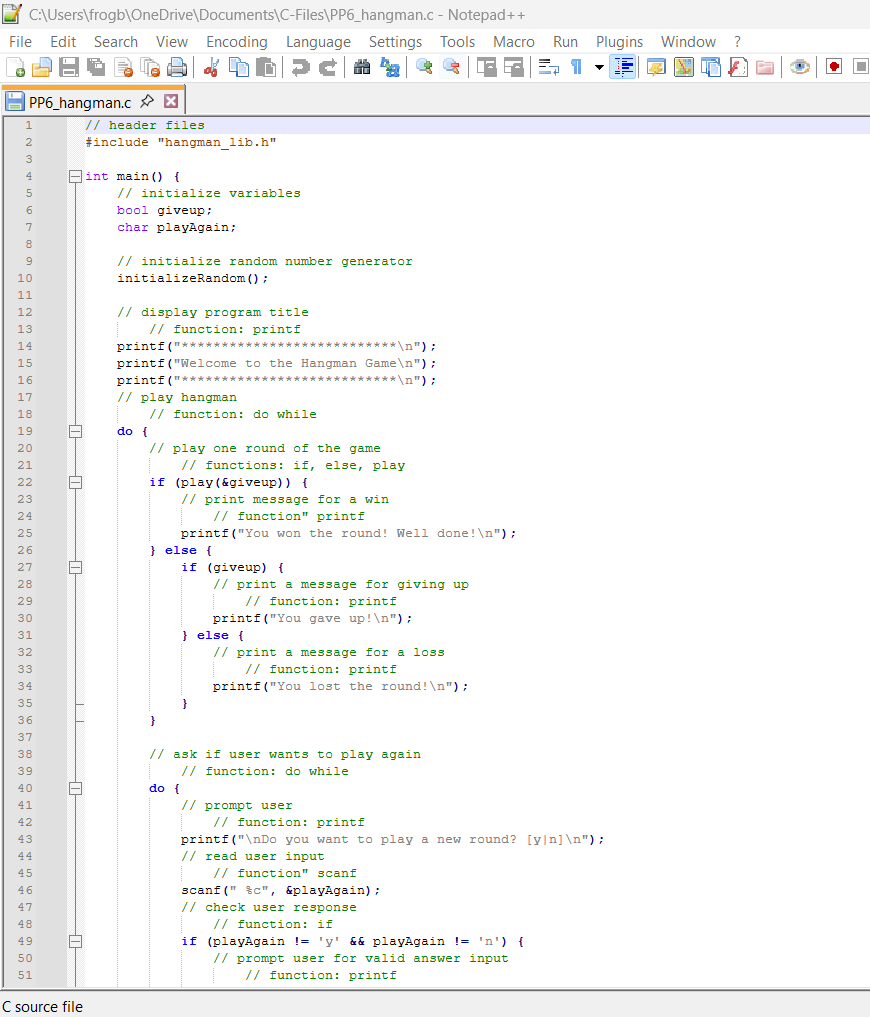 C:\Users\frogb\OneDrive\Documents\C-Files\PP6_hangman.c - Notepad++
File Edit Search View Encoding Language Settings Tools Macro Run Plugins Window ?
PP6_hangman.c
1 // header files
2 #include "hangman_lib.h"
3
4 int main() {
5     // initialize variables
6     bool giveup;
7     char playAgain;
8
9     // initialize random number generator
10     initializeRandom();
11
12     // display program title
13         // function: printf
14     printf("***************************\n");
15     printf("Welcome to the Hangman Game\n");
16     printf("***************************\n");
17     // play hangman
18         // function: do while
19     do {
20         // play one round of the game
21             // functions: if, else, play
22         if (play(&giveup)) {
23             // print message for a win
24                 // function" printf
25             printf("You won the round! Well done!\n");
26         } else {
27             if (giveup) {
28                 // print a message for giving up
29                     // function: printf
30                 printf("You gave up!\n");
31             } else {
32                 // print a message for a loss
33                     // function: printf
34                 printf("You lost the round!\n");
35             }
36         }
37
38         // ask if user wants to play again
39             // function: do while
40         do {
41             // prompt user
42                 // function: printf
43             printf("\nDo you want to play a new round? [y|n]\n");
44             // read user input
45                 // function" scanf
46             scanf(" %c", &playAgain);
47             // check user response
48                 // function: if
49             if (playAgain != 'y' && playAgain != 'n') {
50                 // prompt user for valid answer input
51                     // function: printf
C source file